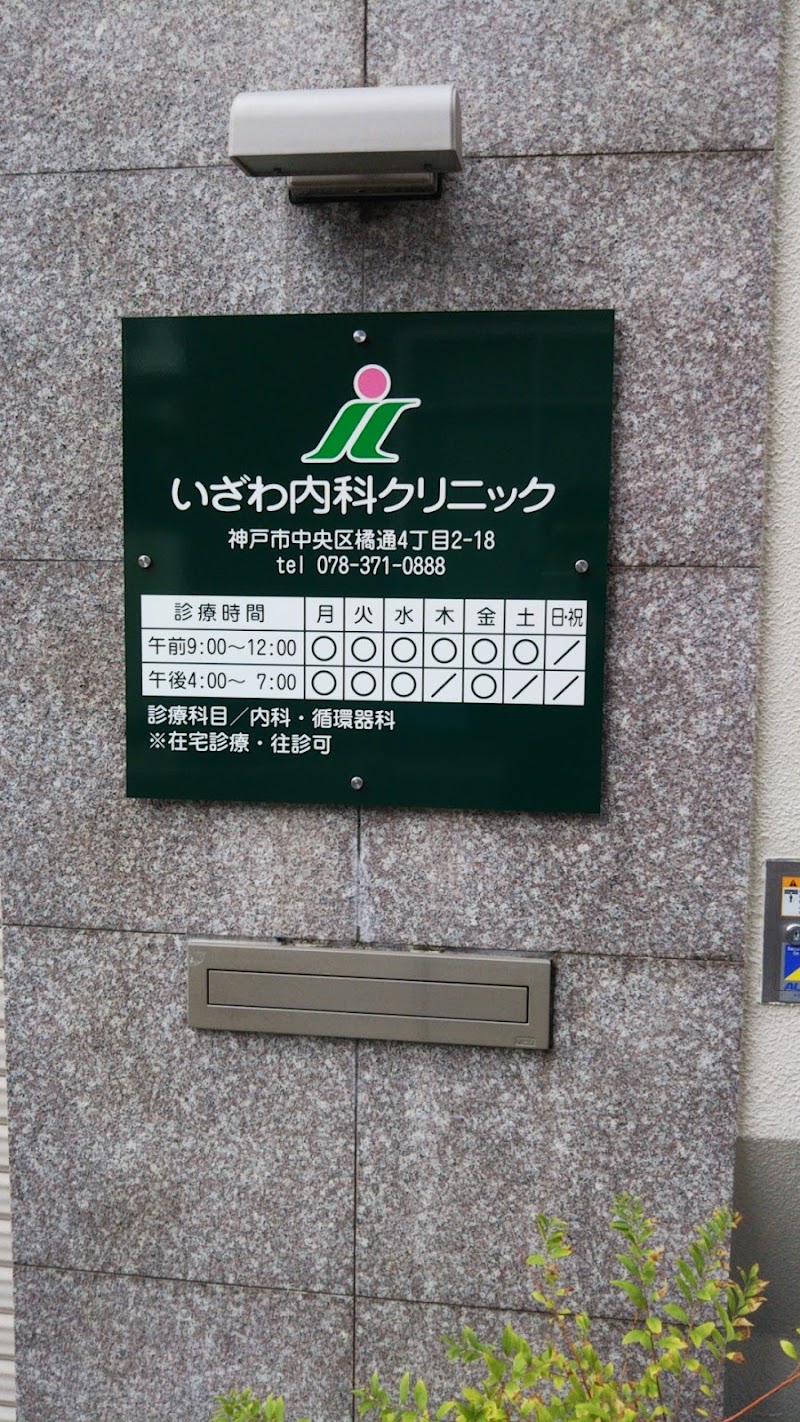 いざわ内科クリニック
神戸市中央区橘通4丁目2-18
tel 078-371-0888
診療時間 月 火 水 木 金 土 日・祝
午前9:00〜12:00 ○ ○ ○ ○ ○ ○ ／
午後4:00〜 7:00 ○ ○ ○ ／ ○ ／ ／
診療科目／内科・循環器科
※在宅診療・往診可